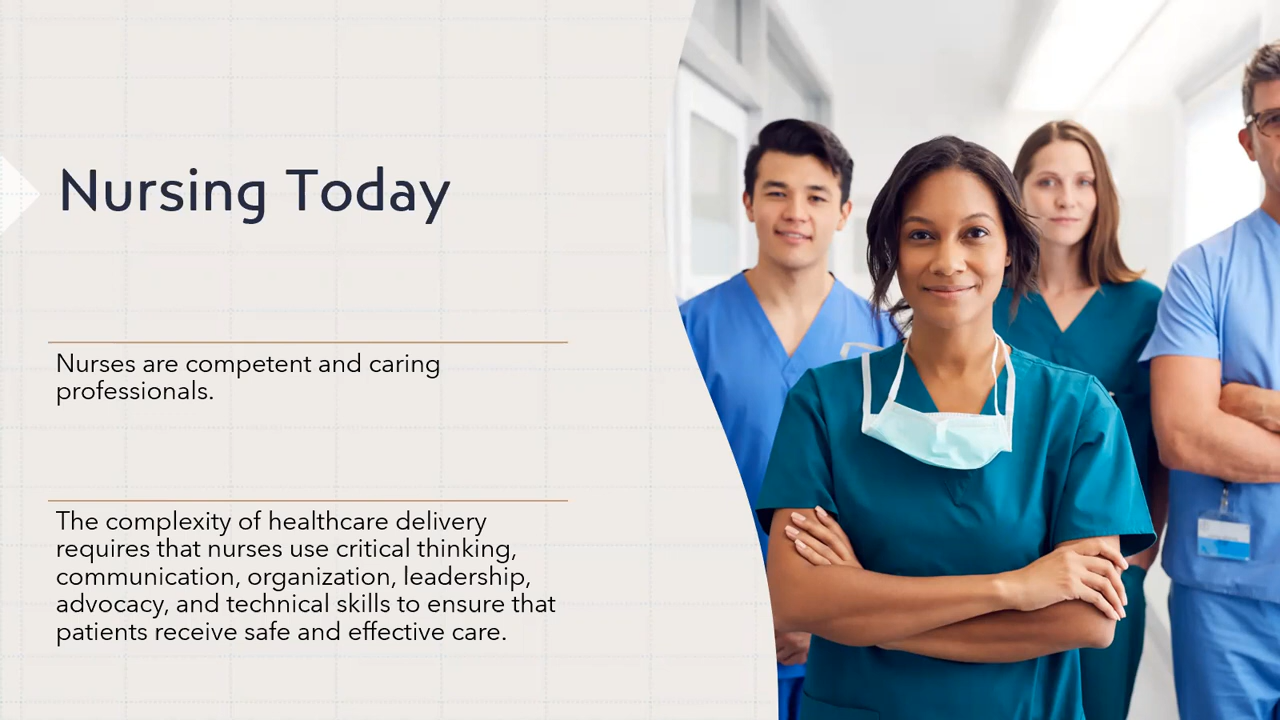 Nursing Today
Nurses are competent and caring
professionals.
The complexity of healthcare delivery
requires that nurses use critical thinking,
communication, organization, leadership,
advocacy, and technical skills to ensure that
patients receive safe and effective care.